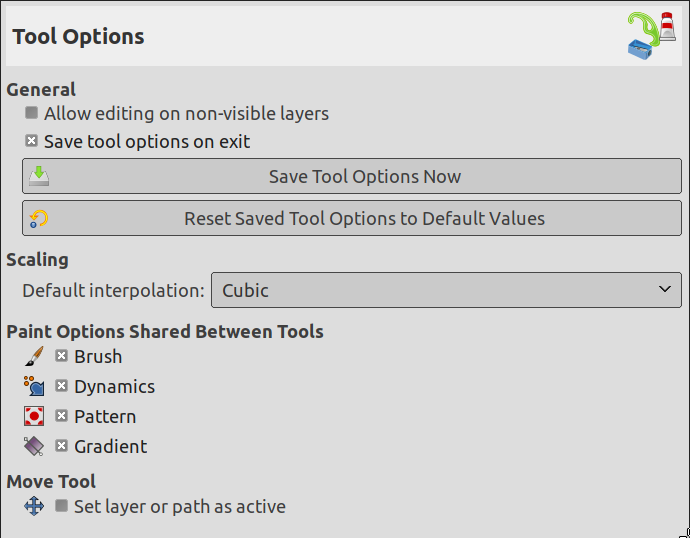 Tool Options
General
Allow editing on non-visible layers
Save tool options on exit
Save Tool Options Now
Reset Saved Tool Options to Default Values
Scaling
Default interpolation: Cubic
Paint Options Shared Between Tools
Brush
Dynamics
Pattern
Gradient
Move Tool
Set layer or path as active